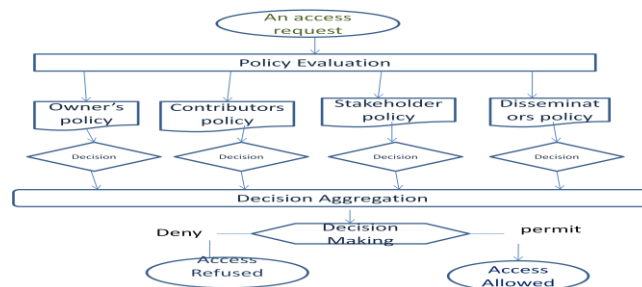 An access
request
Policy Evaluation
Owner's
policy
Contributors
policy
Stakeholder
policy
Disseminat
ors policy
Decision
Decision
Decision
Decision
Decision Aggregation
Deny
Decision
Making
permit
Access
Refused
Access
Allowed